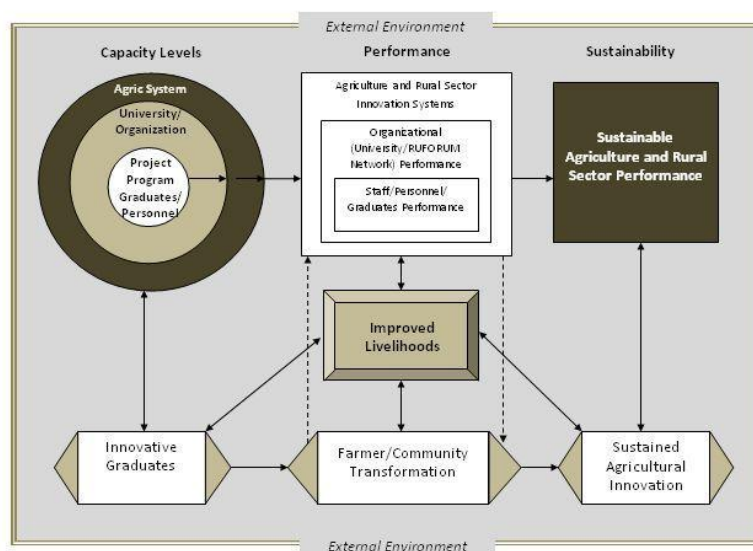 External Environment
Capacity Levels
Performance
Sustainability
Agric System
University/
Organization
Project
Program
Graduates/
Personnel
Agriculture and Rural Sector
Innovation Systems
Organizational
(University/RUFORUM
Network) Performance
Staff/Personnel/
Graduates Performance
Sustainable
Agriculture and Rural
Sector Performance
Improved
Livelihoods
Innovative
Graduates
Farmer/Community
Transformation
Sustained
Agricultural
Innovation
External Environment